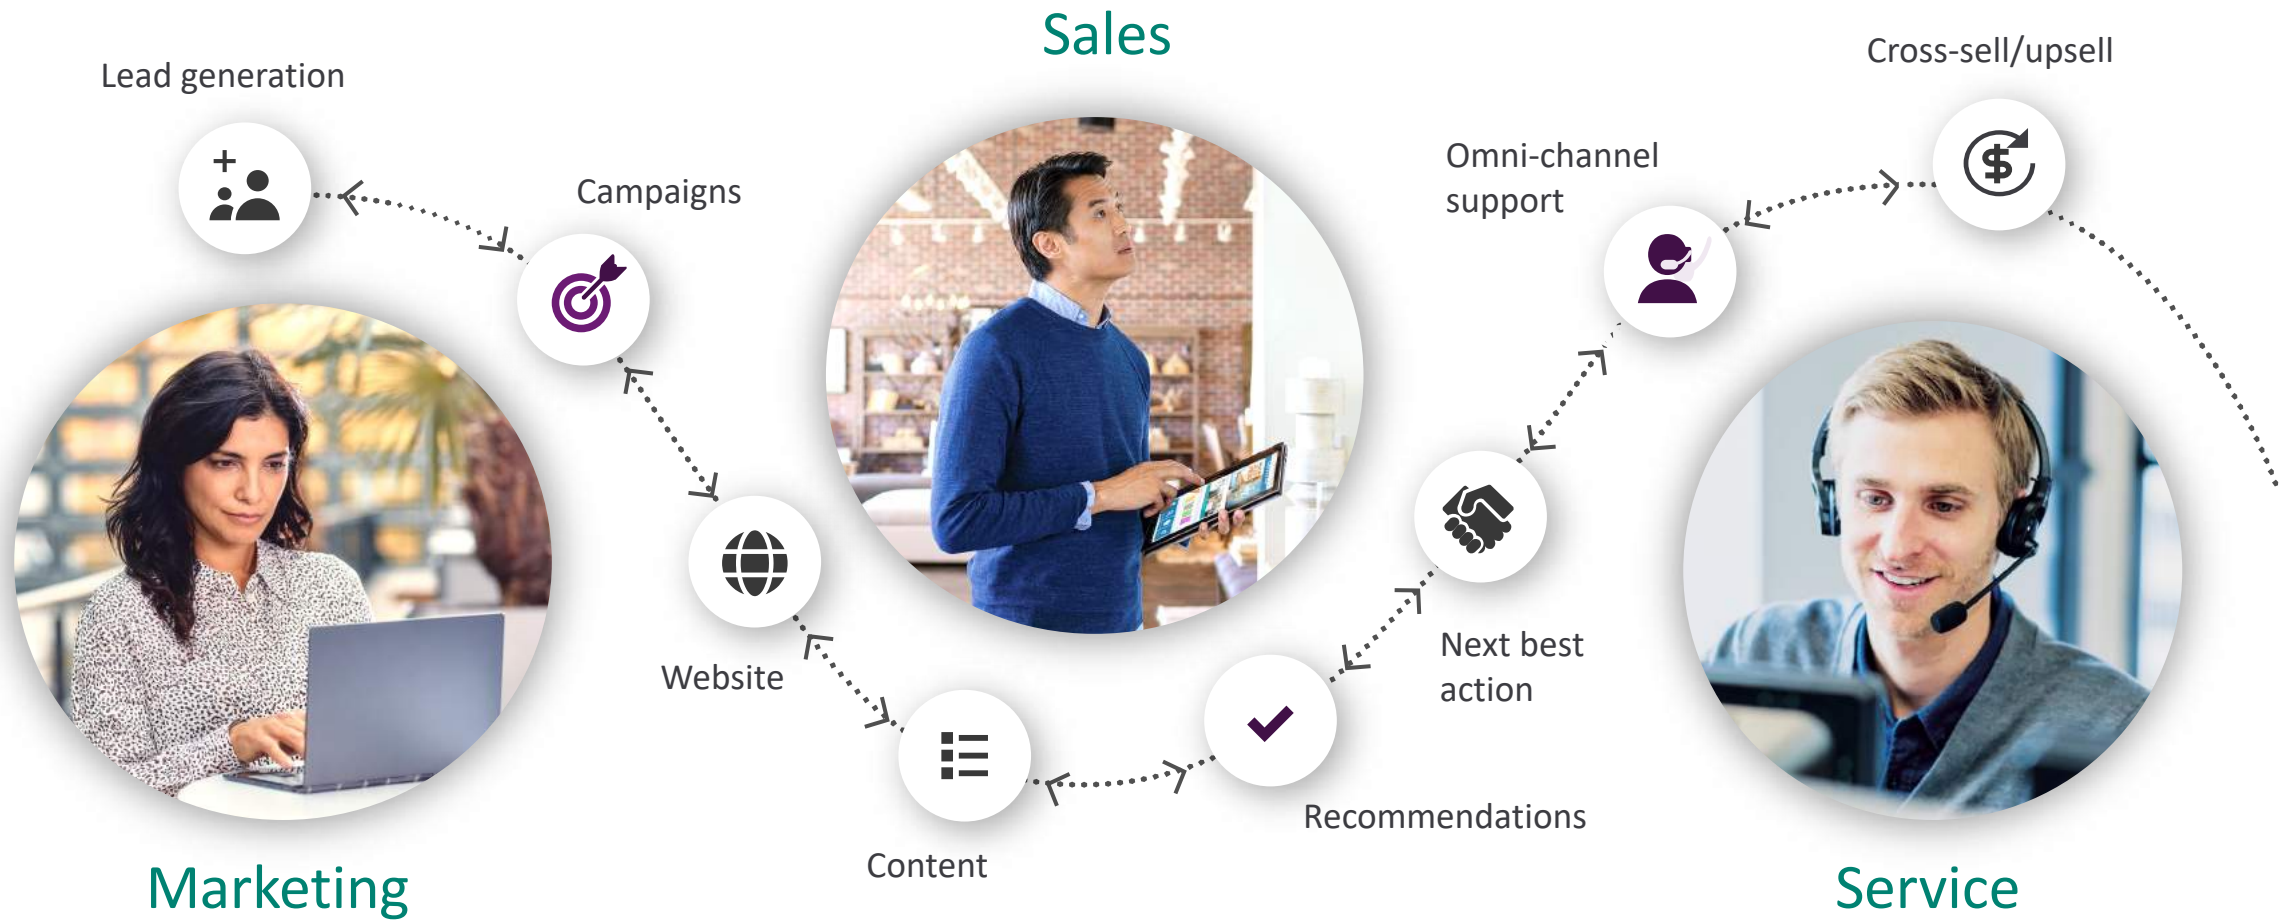 Sales
Lead generation
Cross-sell/upsell
Omni-channel
support
Campaigns
Website
Next best
action
Recommendations
Content
Marketing
Service